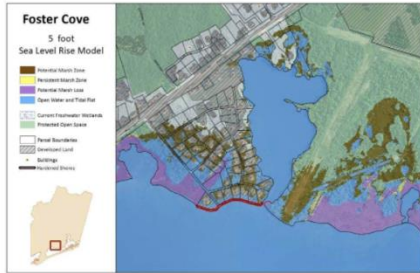 Foster Cove
5 foot
Sea Level Rise Model
Potential Marsh Zone
Persistent Marsh Zone
Potential Marsh Loss
Open Water and Tidal Flat
Current Freshwater Wetlands
Protected Open Space
Parcel Boundaries
Developed Land
Buildings
Hardened Shores